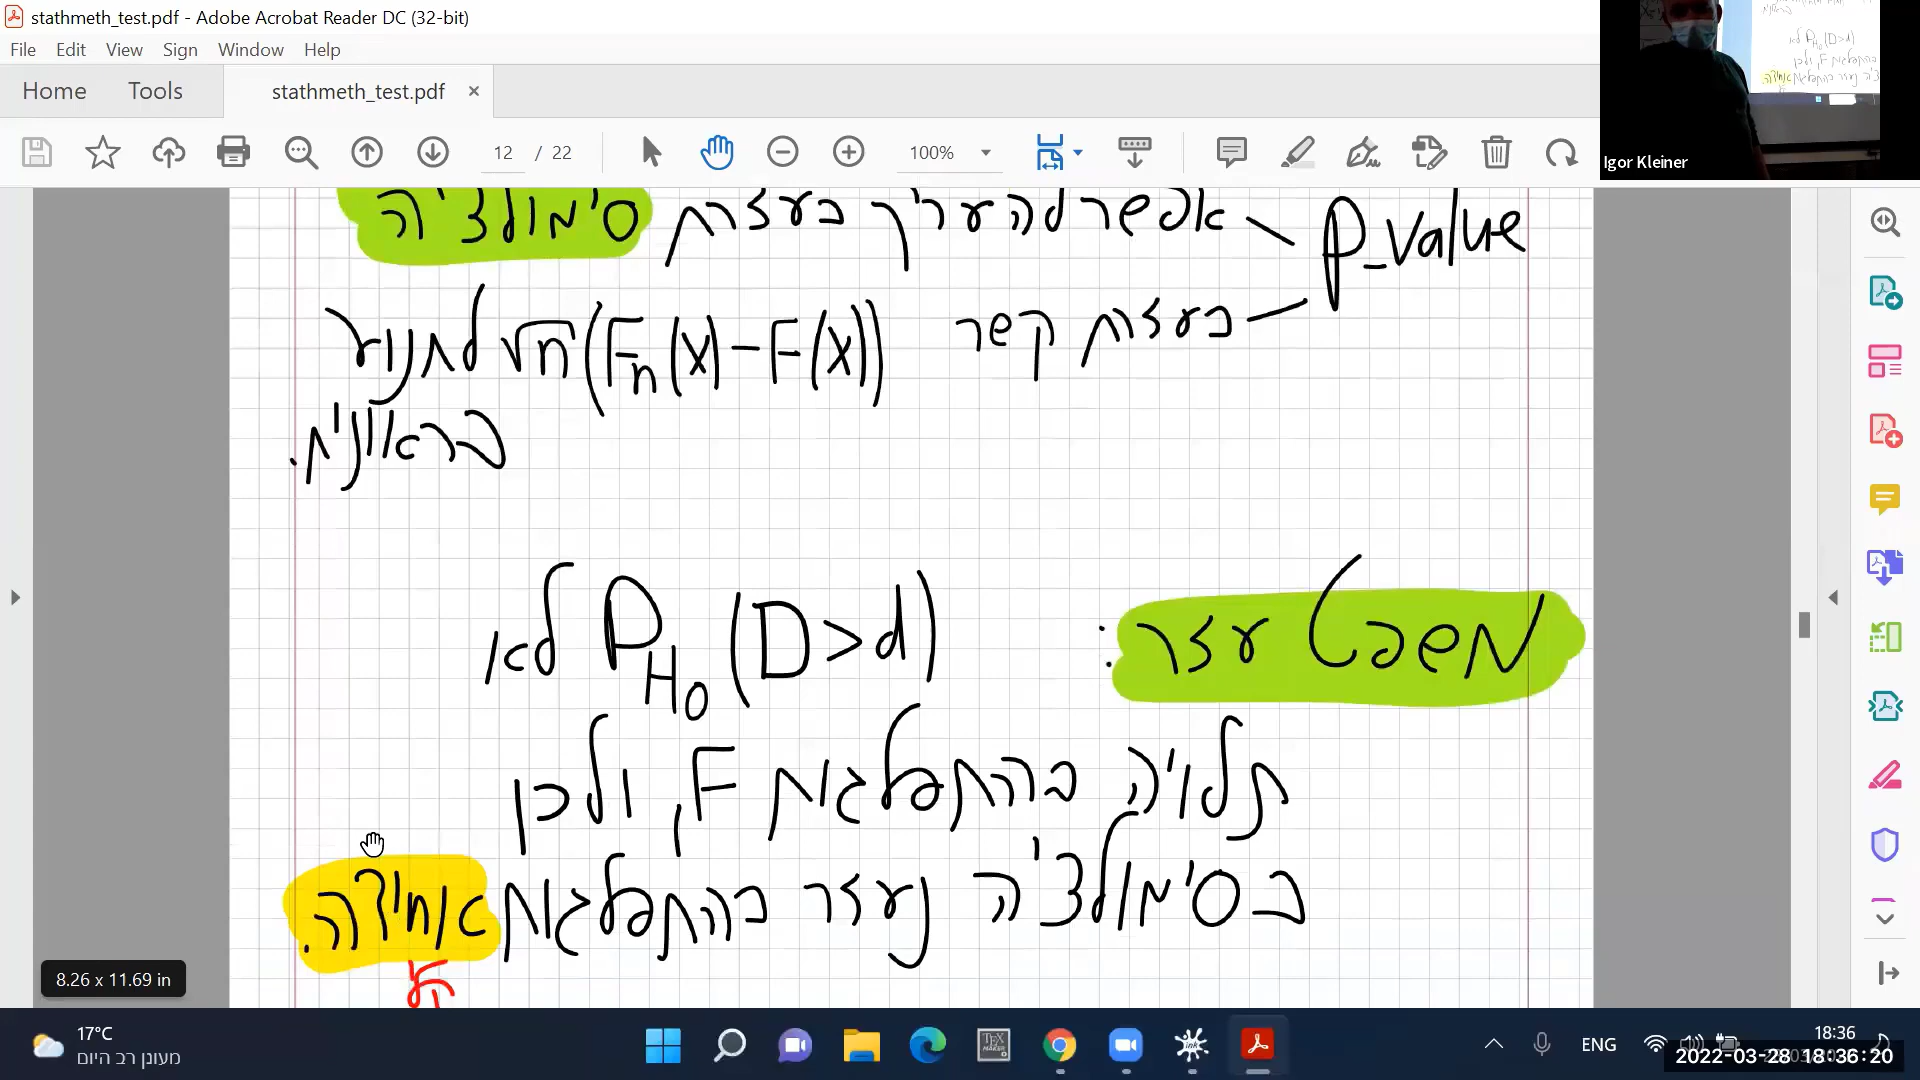 stathmeth_test.pdf - Adobe Acrobat Reader DC (32-bit)
File Edit View Sign Window Help
Home Tools stathmeth_test.pdf ×
12 / 22 100%
Igor Kleiner
p_value אפשר להעריך בעזרת סימולציה
בעזרת קשר √n(Fn(x)-F(x)) לתנועה
בראונית.
משפט עזר: P_H0(D>d) לא
תלויה בהתפלגות F, ולכן
בסימולציה נעזר בהתפלגות אחידה.
8.26 x 11.69 in
17°C
מעונן רב היום
ENG
18:36
2022-03-28 18:36:20